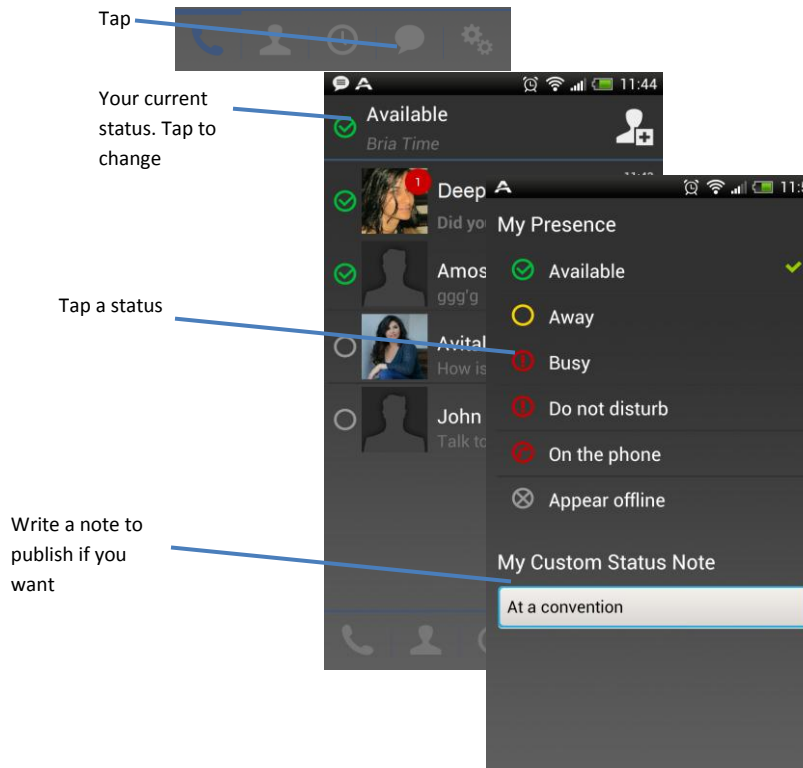 Tap
11:44
Your current
status. Tap to
change
Available
Bria Time
1
Deep
Did yo
11:
My Presence
Available
Amos
ggg'g
Away
Tap a status
Avital
How is
Busy
Do not disturb
John
Talk to
On the phone
Appear offline
Write a note to
publish if you
want
My Custom Status Note
At a convention